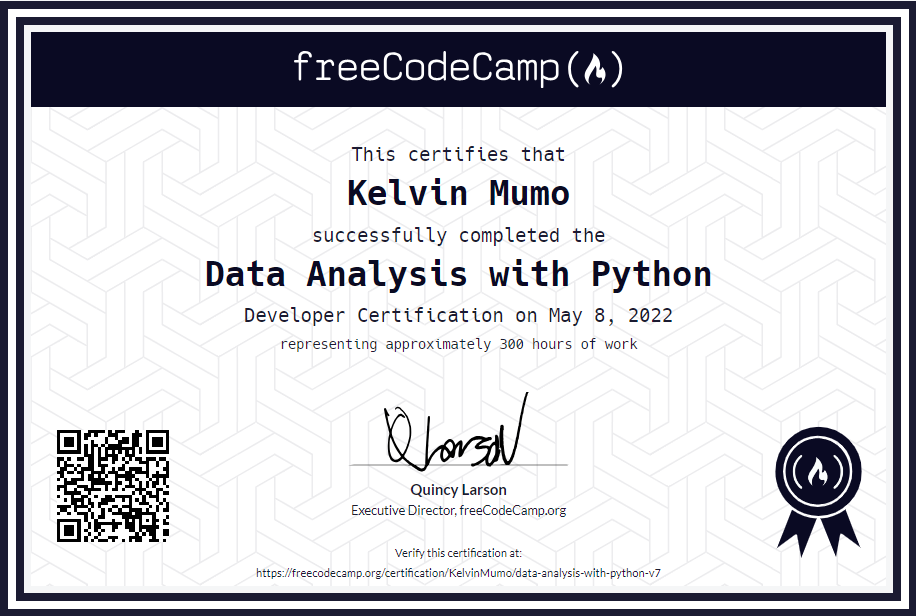 freeCodeCamp
This certifies that
Kelvin Mumo
successfully completed the
Data Analysis with Python
Developer Certification on May 8, 2022
representing approximately 300 hours of work
QLarson
Quincy Larson
Executive Director, freeCodeCamp.org
Verify this certification at:
https://freecodecamp.org/certification/KelvinMumo/data-analysis-with-python-v7